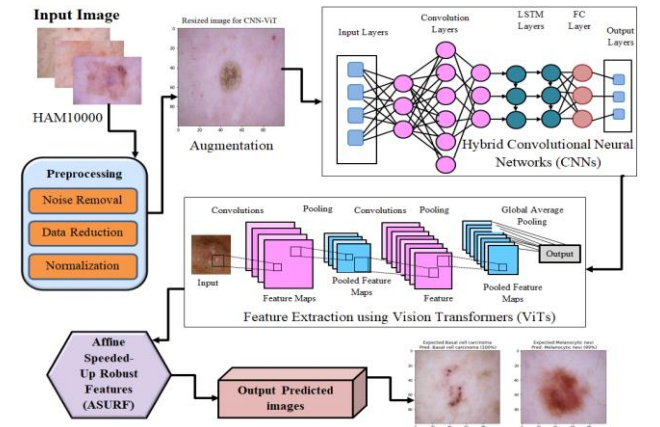 Input Image
HAM10000
Preprocessing
Noise Removal
Data Reduction
Normalization
Resized image for CNN-ViT
Augmentation
Input Layers
Convolution
Layers
LSTM
Layers
FC
Layer
Output
Layers
Hybrid Convolutional Neural
Networks (CNNs)
Convolutions
Pooling
Convolutions
Pooling
Global Average
Pooling
Input
Feature Maps
Pooled Feature
Maps
Feature
Pooled Feature
Maps
Output
Feature Extraction using Vision Transformers (ViTs)
Affine
Speeded-
Up Robust
Features
(ASURF)
Output Predicted
images
Expected:Basal cell carcinoma
Pred: Basal cell carcinoma (100%)
Expected:Melanocytic nevi
Pred: Melanocytic nevi (99%)